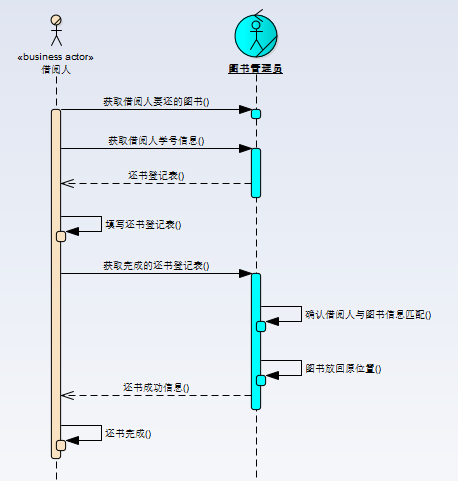 «business actor»
借阅人
图书管理员
获取借阅人要还的图书()
获取借阅人学号信息()
还书登记表()
填写还书登记表()
获取完成的还书登记表()
确认借阅人与图书信息匹配()
图书放回原位置()
还书成功信息()
还书完成()